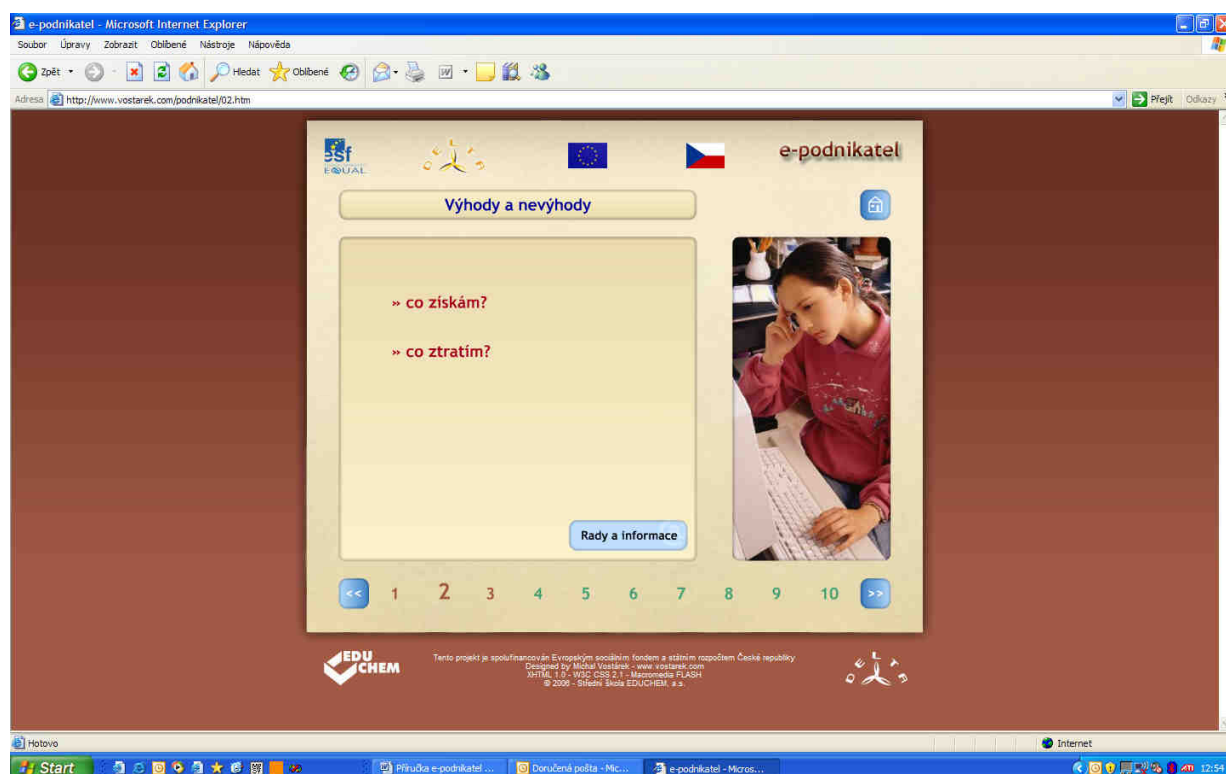 e-podnikatel - Microsoft Internet Explorer
Soubor Úpravy Zobrazit Oblíbené Nástroje Nápověda
Zpět Hledat Oblíbené
Adresa http://www.vostarek.com/podnikatel/02.htm Přejít Odkazy
esf
EQUAL
DELTA
e-podnikatel
Výhody a nevýhody
» co získám?
» co ztratím?
Rady a informace
<< 1 2 3 4 5 6 7 8 9 10 >>
EDU
CHEM
Tento projekt je spolufinancován Evropským sociálním fondem a státním rozpočtem České republiky
Designed by Michal Vostárek - www.vostarek.com
XHTML 1.0 - W3C CSS 2.1 - Macromedia FLASH
© 2006 - Střední škola EDUCHEM, a.s.
DELTA
Hotovo Internet
Start Příručka e-podnikatel ... Doručená pošta - Mic... e-podnikatel - Micros... 12:54